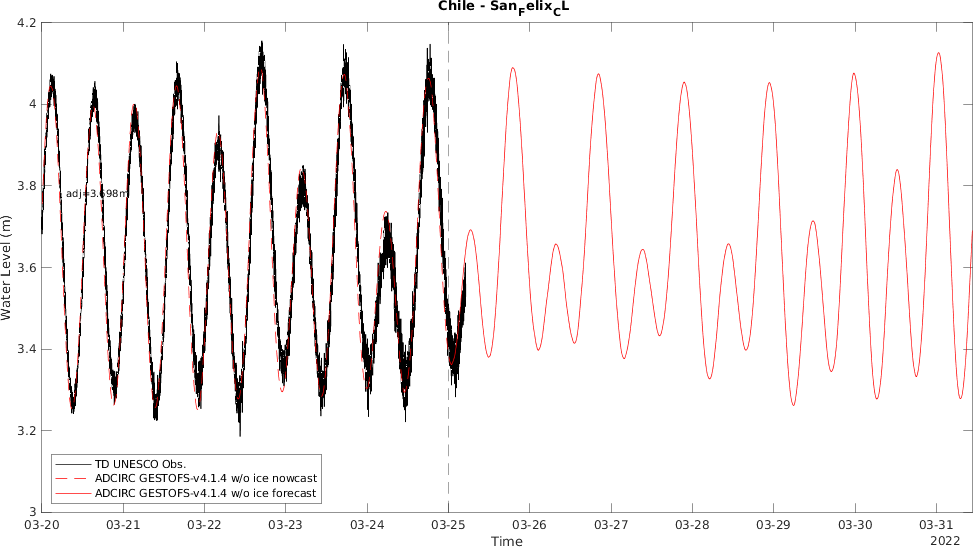 Chile - SanFelixCL
Water Level (m)
4.2
4
3.8
3.6
3.4
3.2
3
adj=3.698m
TD UNESCO Obs.
ADCIRC GESTOFS-v4.1.4 w/o ice nowcast
ADCIRC GESTOFS-v4.1.4 w/o ice forecast
03-20 03-21 03-22 03-23 03-24 03-25 03-26 03-27 03-28 03-29 03-30 03-31
Time
2022